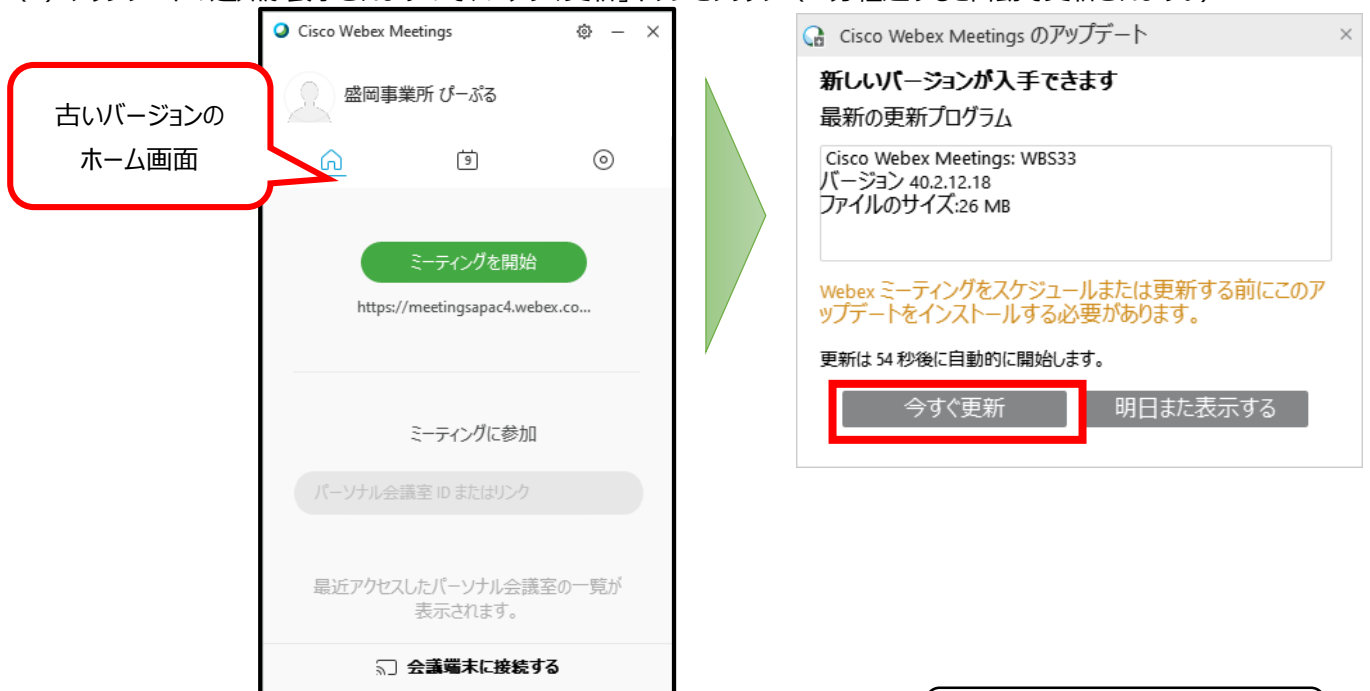 古いバージョンの
ホーム画面
Cisco Webex Meetings
盛岡事業所 ぴーぷる
9
ミーティングを開始
https://meetingsapac4.webex.co...
ミーティングに参加
パーソナル会議室 ID またはリンク
最近アクセスしたパーソナル会議室の一覧が
表示されます。
会議端末に接続する
Cisco Webex Meetings のアップデート
新しいバージョンが入手できます
最新の更新プログラム
Cisco Webex Meetings: WBS33
バージョン 40.2.12.18
ファイルのサイズ:26 MB
Webex ミーティングをスケジュールまたは更新する前にこのア
ップデートをインストールする必要があります。
更新は 54 秒後に自動的に開始します。
今すぐ更新
明日また表示する